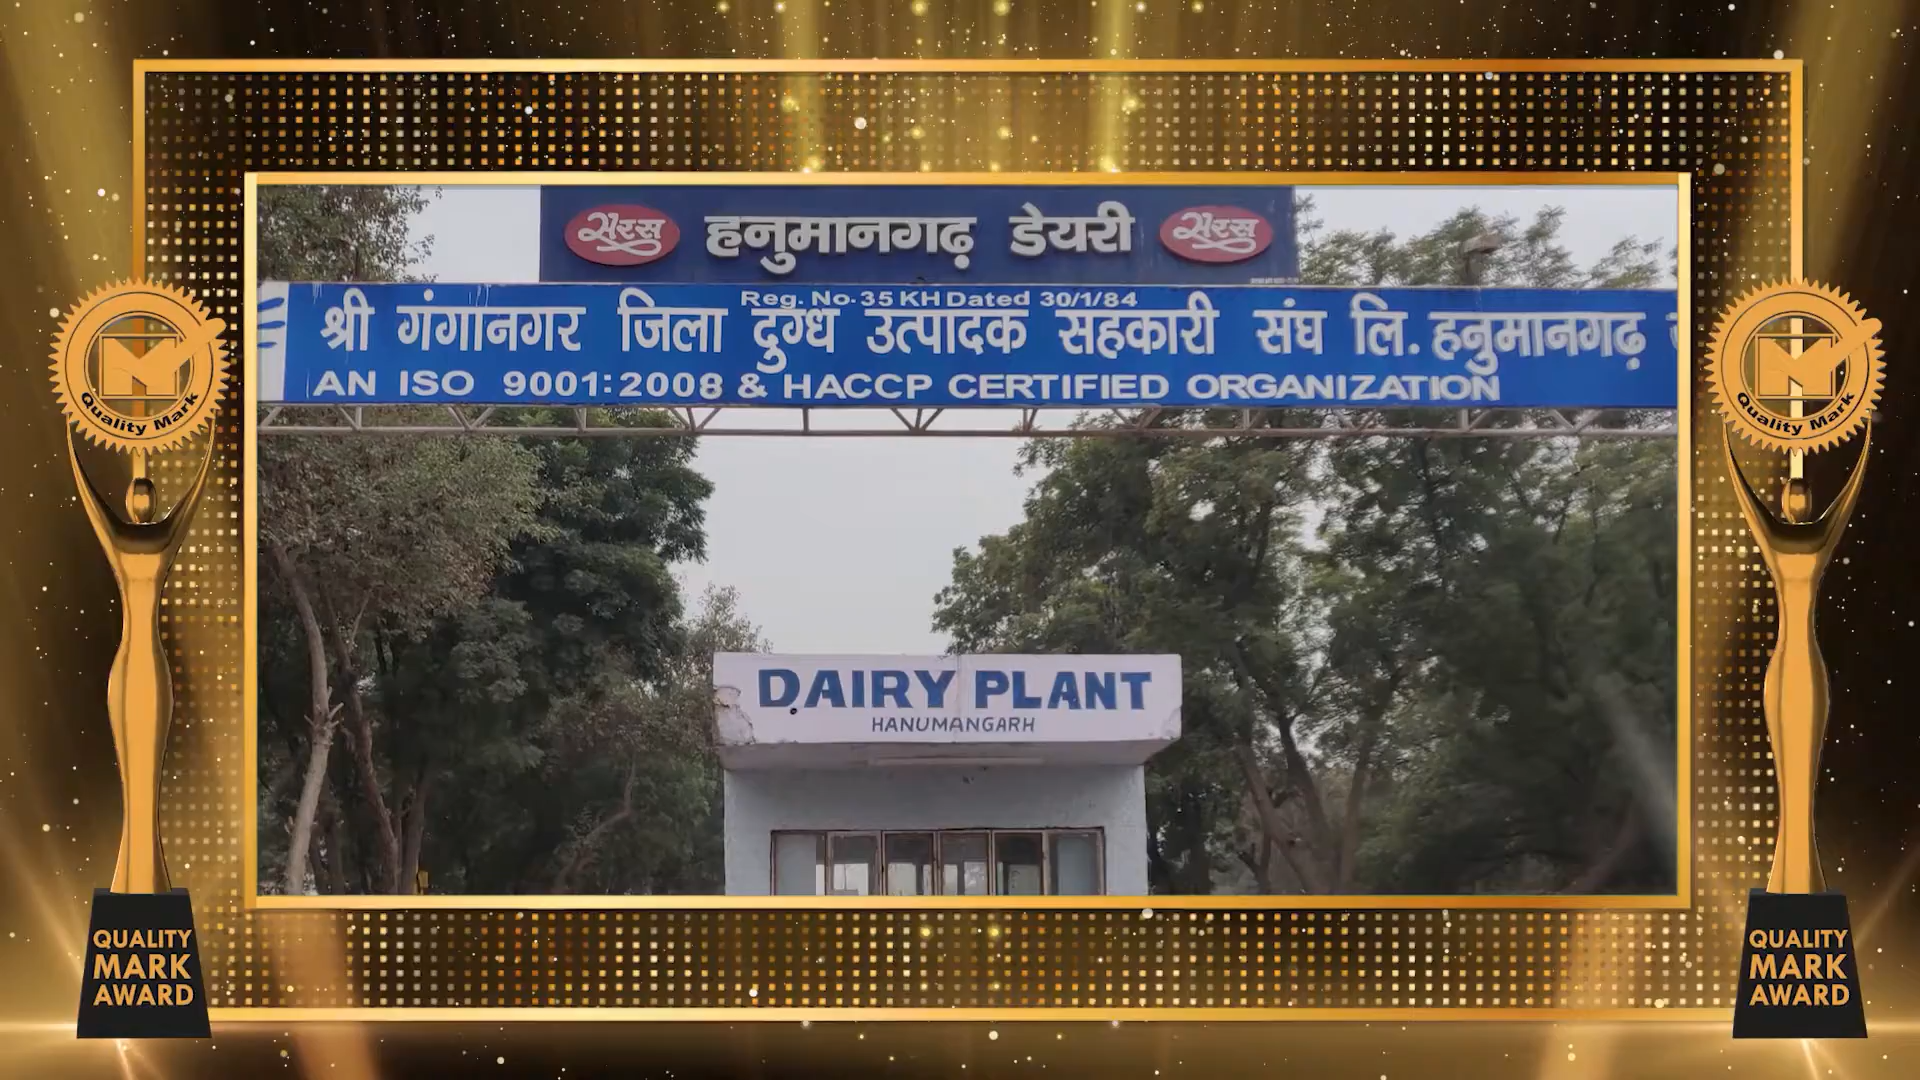 सरस हनुमानगढ़ डेयरी सरस
Reg. No. 35 KH Dated 30/1/84
श्री गंगानगर जिला दुग्ध उत्पादक सहकारी संघ लि. हनुमानगढ़
AN ISO 9001:2008 & HACCP CERTIFIED ORGANIZATION
Quality Mark
Quality Mark
DAIRY PLANT
HANUMANGARH
QUALITY
MARK
AWARD
QUALITY
MARK
AWARD